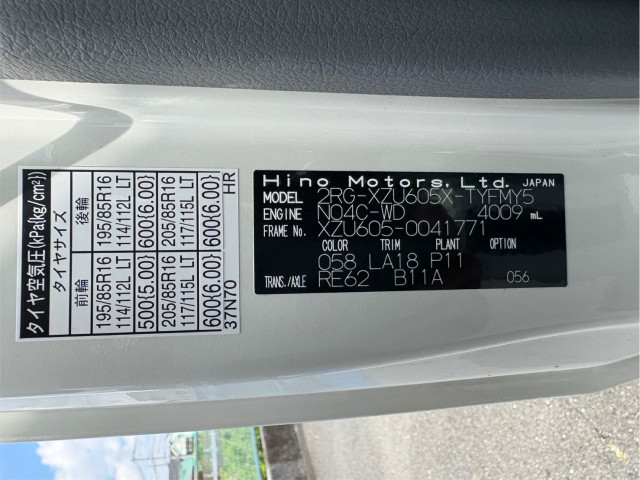 タイヤ空気圧(kPa{kg/cm²})
タイヤサイズ
前輪 後輪
195/85R16 195/85R16
114/112L LT 114/112L LT
500{5.00} 600{6.00}
205/85R16 205/85R16
117/115L LT 117/115L LT
600{6.00} 600{6.00}
37N70 HR
Hino Motors, Ltd. JAPAN
MODEL 2RG-XZU605X-TYFMY5
ENGINE N04C-WD 4009 mL
FRAME No. XZU605-0041771
COLOR TRIM PLANT OPTION
058 LA18 P11
TRANS./AXLE RE62 B11A 056